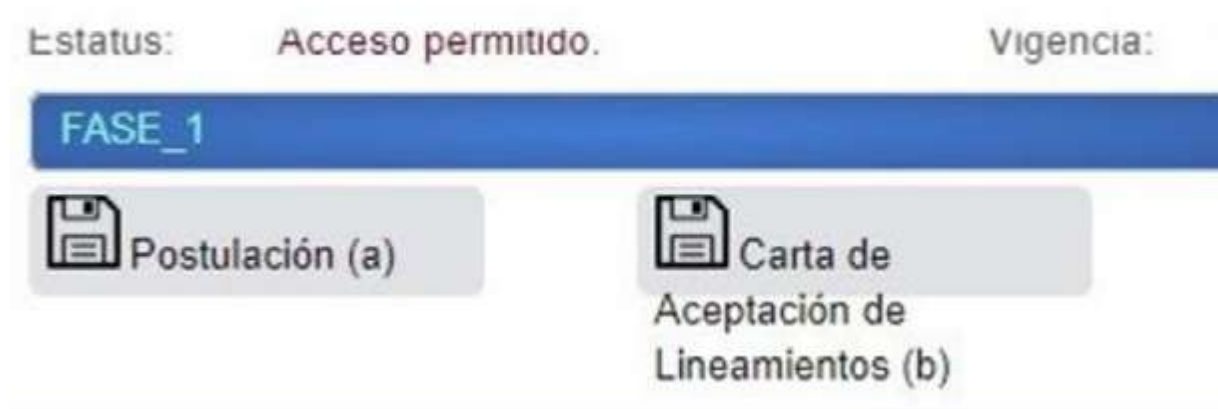 Estatus: Acceso permitido. Vigencia:
FASE_1
Postulación (a)
Carta de
Aceptación de
Lineamientos (b)